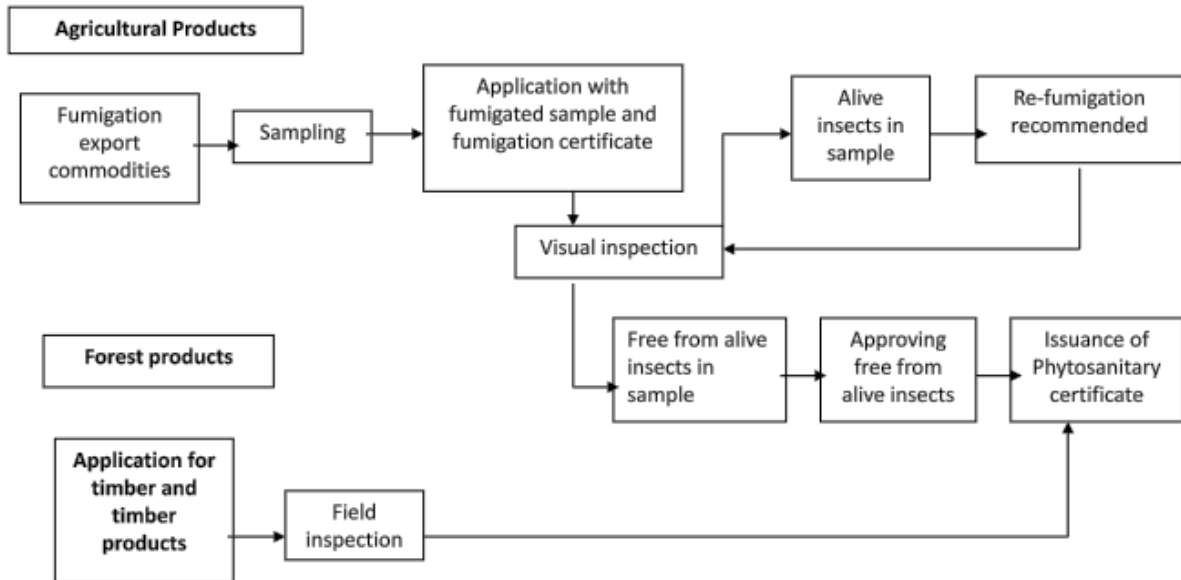 Agricultural Products
Fumigation
export
commodities
Sampling
Application with
fumigated sample and
fumigation certificate
Alive
insects in
sample
Re-fumigation
recommended
Visual inspection
Free from alive
insects in
sample
Approving
free from
alive insects
Issuance of
Phytosanitary
certificate
Forest products
Application for
timber and
timber
products
Field
inspection